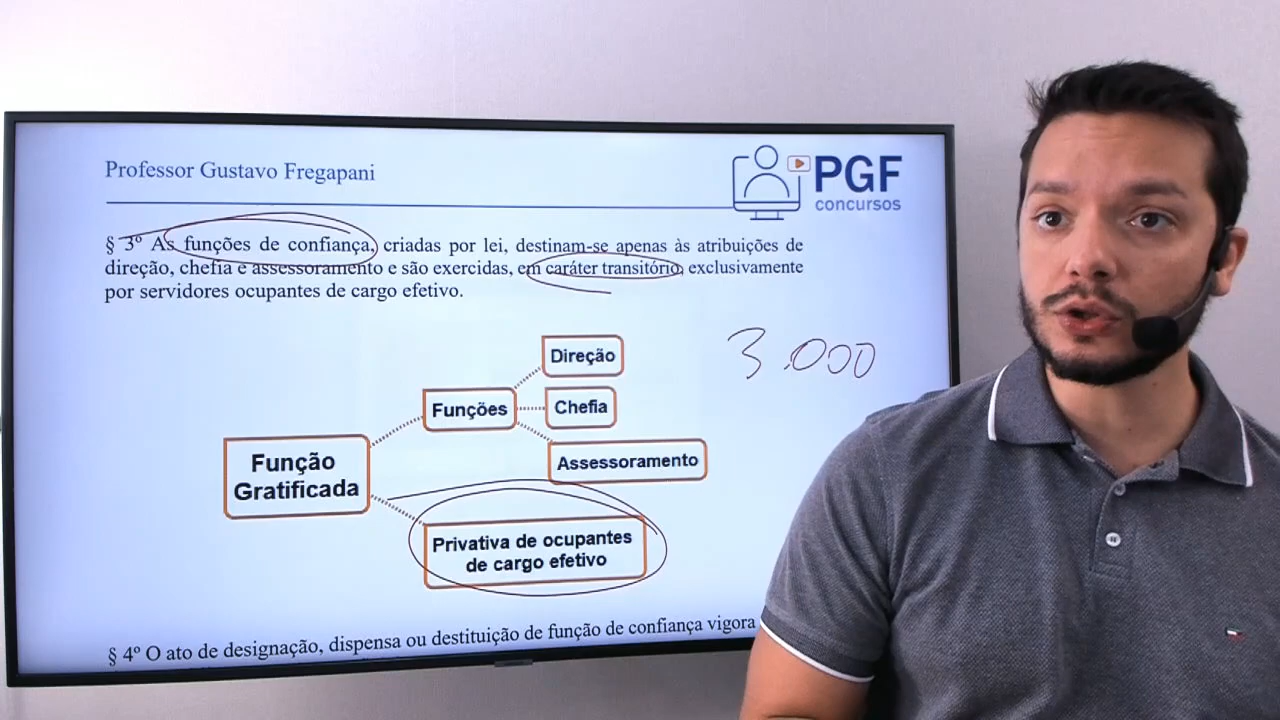 Professor Gustavo Fregapani
PGF
concursos
§ 3º As funções de confiança, criadas por lei, destinam-se apenas às atribuições de
direção, chefia e assessoramento e são exercidas, em caráter transitório, exclusivamente
por servidores ocupantes de cargo efetivo.
3.000
Direção
Funções
Chefia
Assessoramento
Função
Gratificada
Privativa de ocupantes
de cargo efetivo
§ 4º O ato de designação, dispensa ou destituição de função de confiança vigora